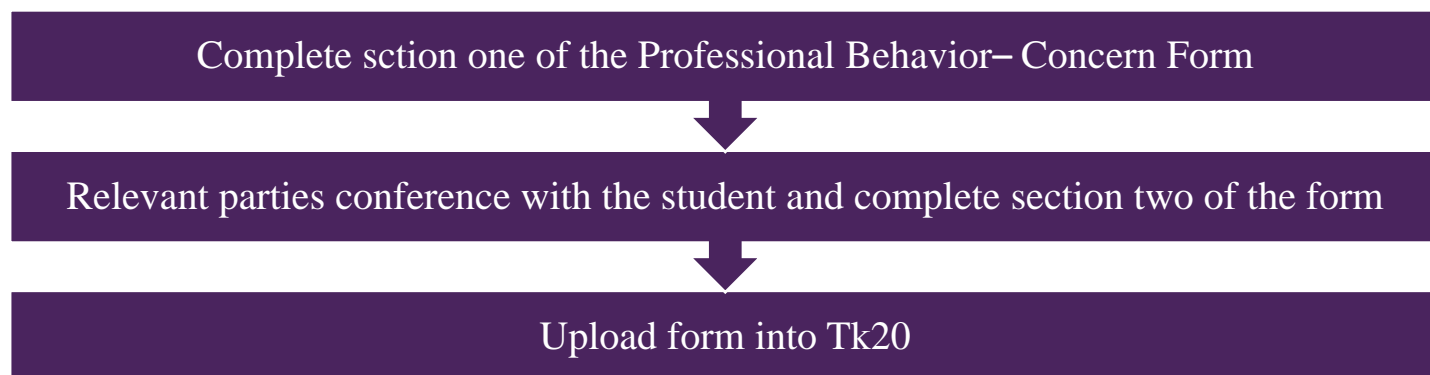 Complete sction one of the Professional Behavior– Concern Form
Relevant parties conference with the student and complete section two of the form
Upload form into Tk20